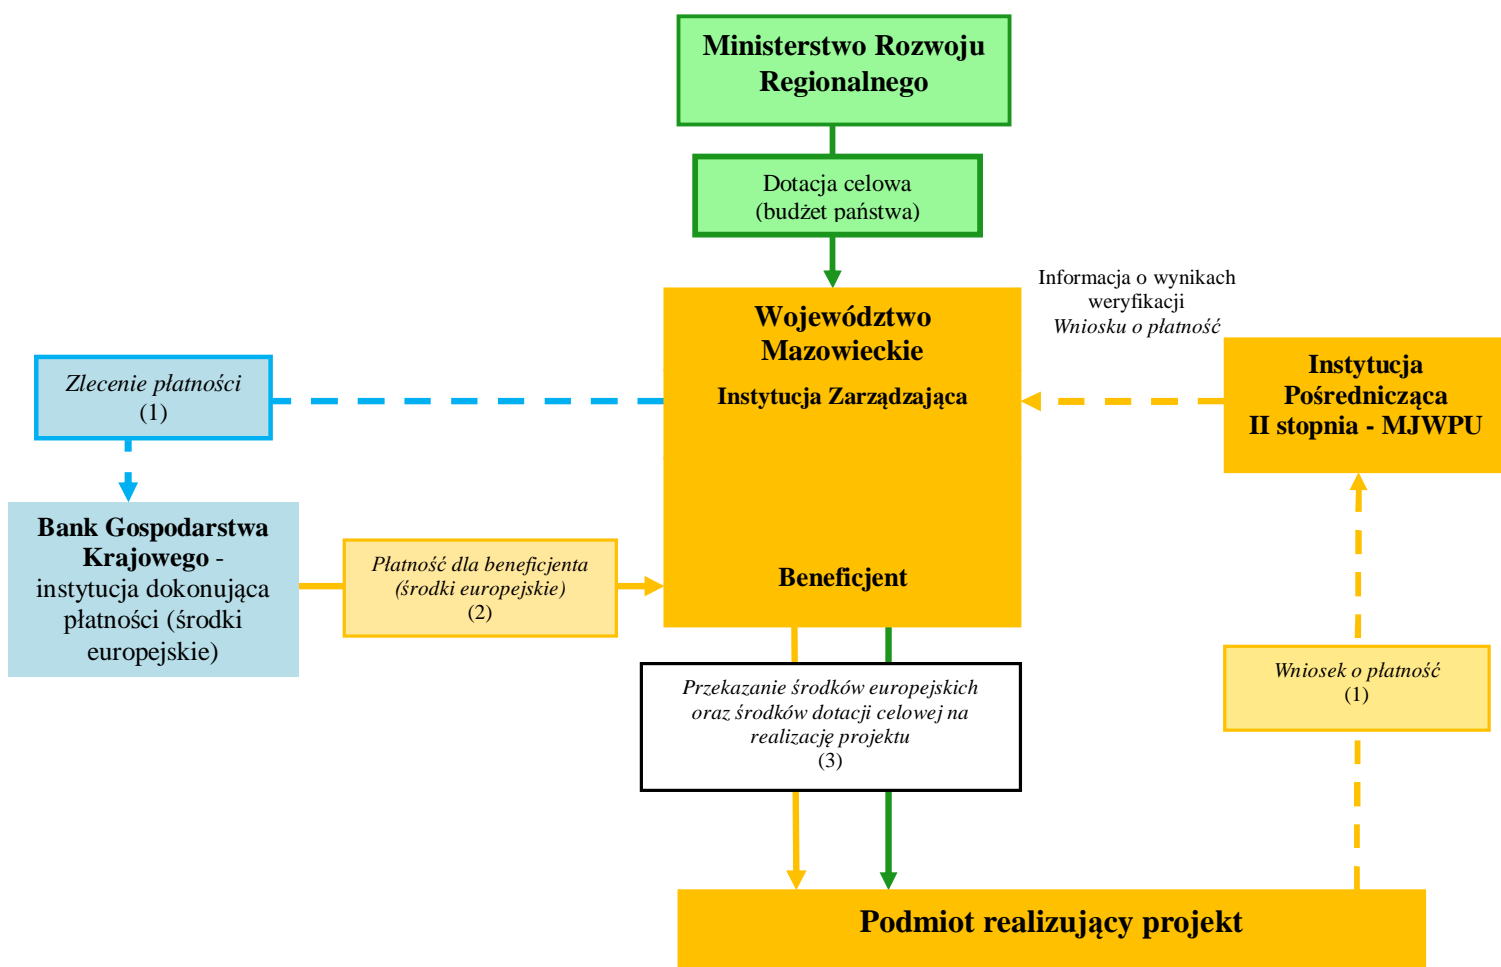 Ministerstwo Rozwoju
Regionalnego
Dotacja celowa
(budżet państwa)
Informacja o wynikach
weryfikacji
Wniosku o płatność
Województwo
Mazowieckie
Instytucja Zarządzająca
Beneficjent
Instytucja
Pośrednicząca
II stopnia - MJWPU
Zlecenie płatności
(1)
Bank Gospodarstwa
Krajowego -
instytucja dokonująca
płatności (środki
europejskie)
Płatność dla beneficjenta
(środki europejskie)
(2)
Przekazanie środków europejskich
oraz środków dotacji celowej na
realizację projektu
(3)
Wniosek o płatność
(1)
Podmiot realizujący projekt